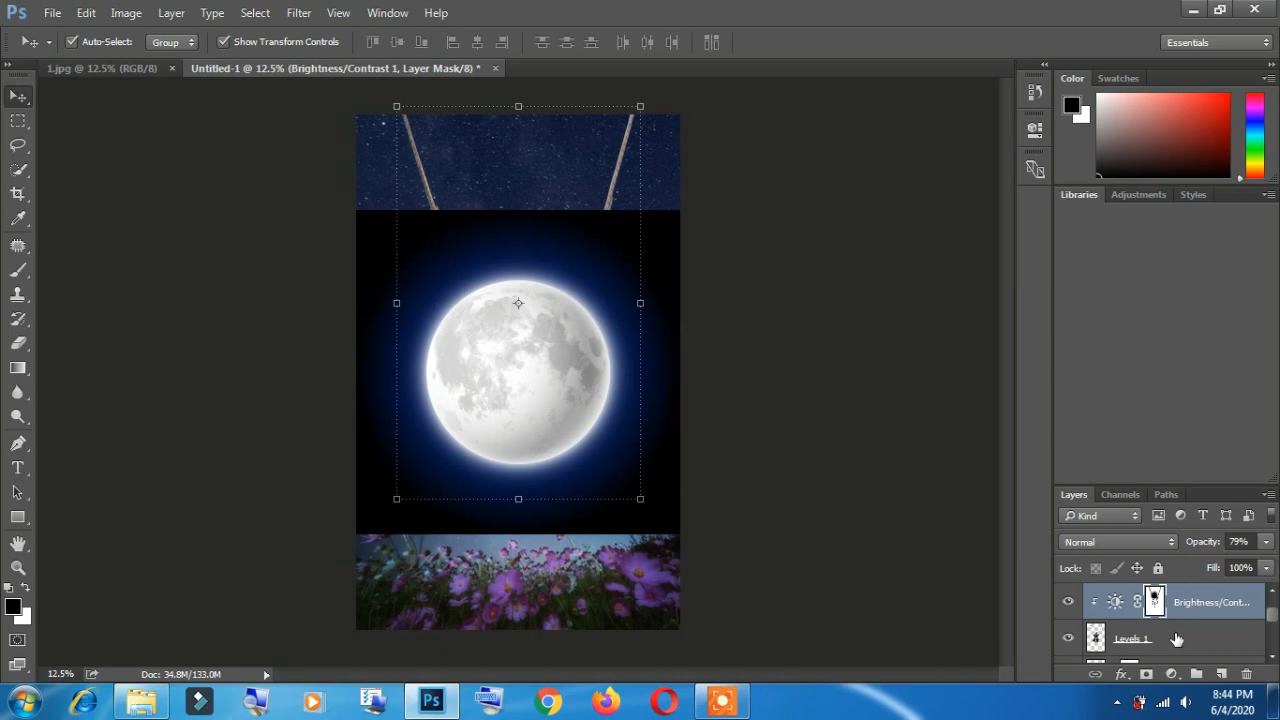 Ps File Edit Image Layer Type Select Filter 3D View Window Help
Auto-Select: Group Show Transform Controls Essentials
1.jpg @ 12.5% (RGB/8) × Untitled-1 @ 12.5% (Brightness/Contrast 1, Layer Mask/8) * ×
Color Swatches
Libraries Adjustments Styles
Layers Channels Paths
Kind
Normal Opacity: 79%
Lock: Fill: 100%
Brightness/Cont...
Levels 1
12.5% Doc: 34.8M/133.0M
Ps
8:44 PM
6/4/2020